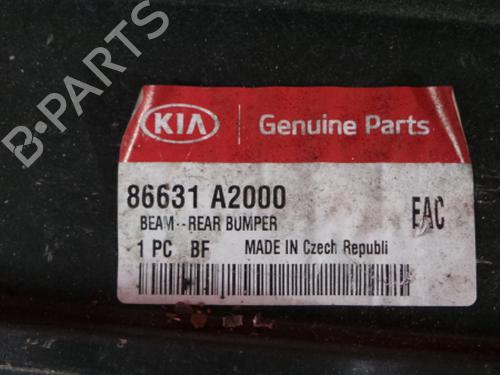 KIA Genuine Parts
86631 A2000
BEAM--REAR BUMPER
EAC
1 PC BF MADE IN Czech Republi
B-PARTS